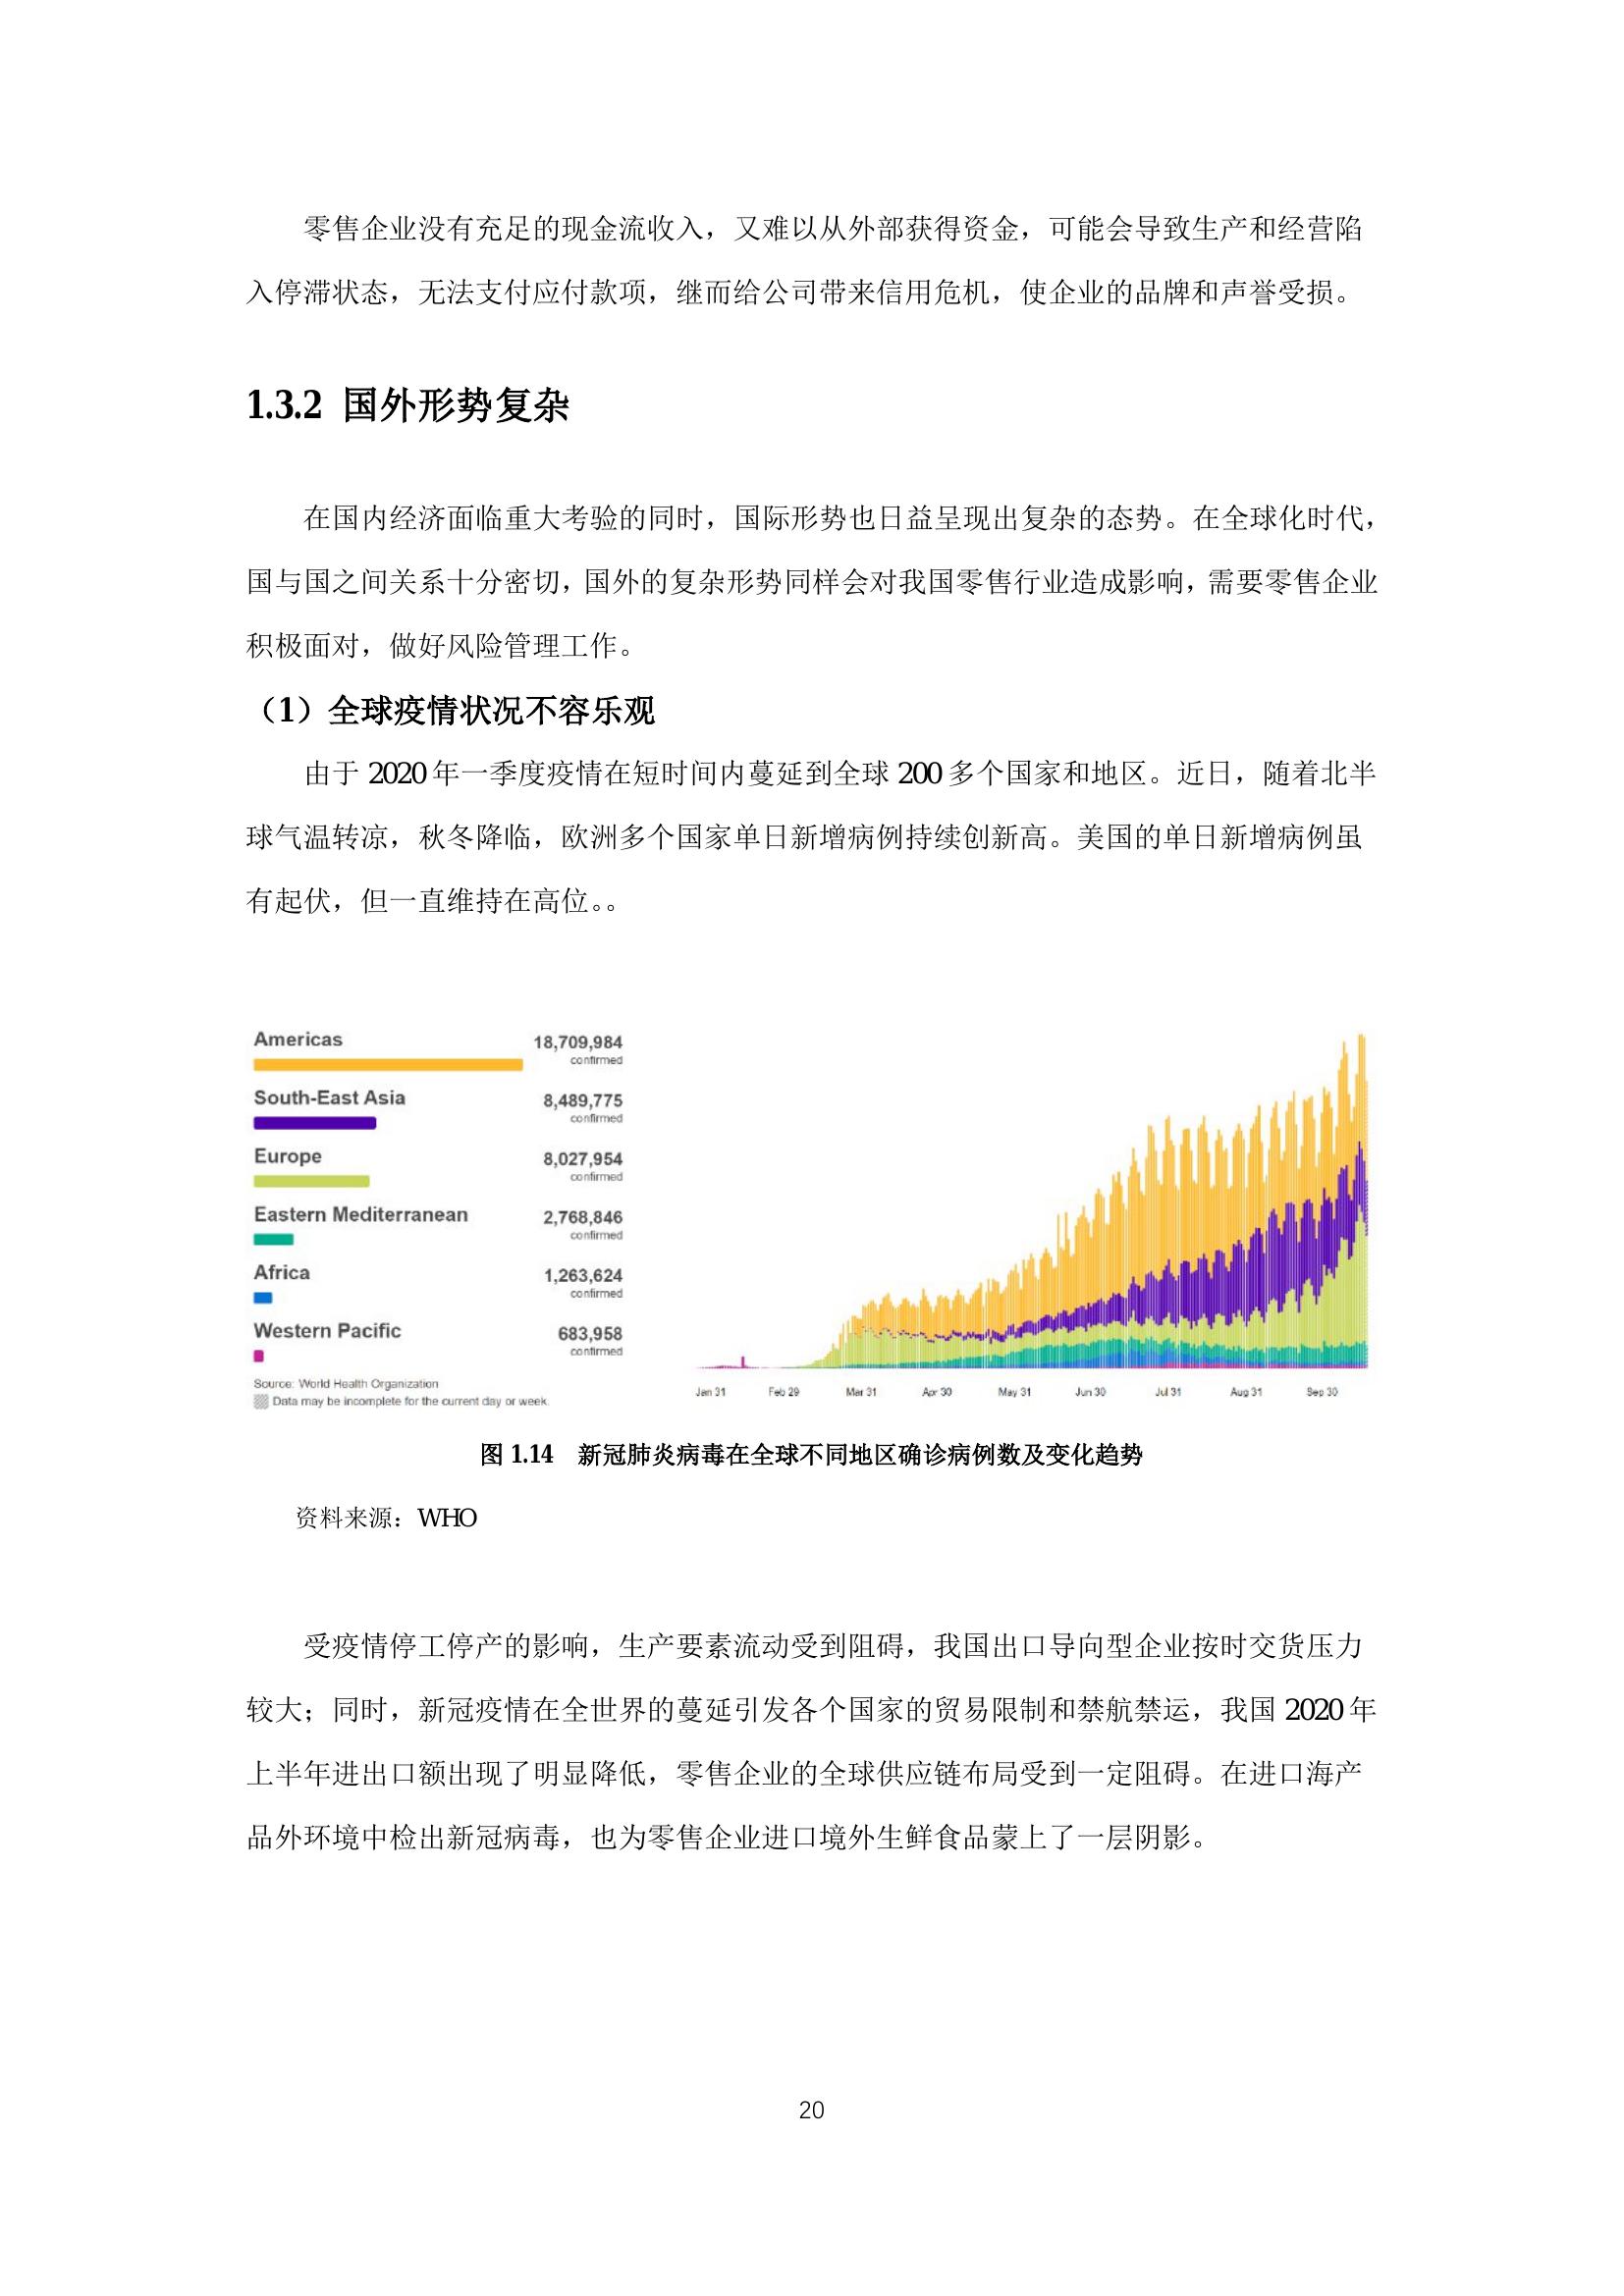 零售企业没有充足的现金流收入，又难以从外部获得资金，可能会导致生产和经营陷
入停滞状态，无法支付应付款项，继而给公司带来信用危机，使企业的品牌和声誉受损。
1.3.2 国外形势复杂
在国内经济面临重大考验的同时，国际形势也日益呈现出复杂的态势。在全球化时代，
国与国之间关系十分密切，国外的复杂形势同样会对我国零售行业造成影响，需要零售企业
积极面对，做好风险管理工作。
（1）全球疫情状况不容乐观
由于 2020 年一季度疫情在短时间内蔓延到全球 200 多个国家和地区。近日，随着北半
球气温转凉，秋冬降临，欧洲多个国家单日新增病例持续创新高。美国的单日新增病例虽
有起伏，但一直维持在高位。。
Americas 18,709,984
confirmed
South-East Asia 8,489,775
confirmed
Europe 8,027,954
confirmed
Eastern Mediterranean 2,768,846
confirmed
Africa 1,263,624
confirmed
Western Pacific 683,958
confirmed
Source: World Health Organization
Data may be incomplete for the current day or week.
Jan 31 Feb 29 Mar 31 Apr 30 May 31 Jun 30 Jul 31 Aug 31 Sep 30
图 1.14 新冠肺炎病毒在全球不同地区确诊病例数及变化趋势
资料来源：WHO
受疫情停工停产的影响，生产要素流动受到阻碍，我国出口导向型企业按时交货压力
较大；同时，新冠疫情在全世界的蔓延引发各个国家的贸易限制和禁航禁运，我国 2020 年
上半年进出口额出现了明显降低，零售企业的全球供应链布局受到一定阻碍。在进口海产
品外环境中检出新冠病毒，也为零售企业进口境外生鲜食品蒙上了一层阴影。
20